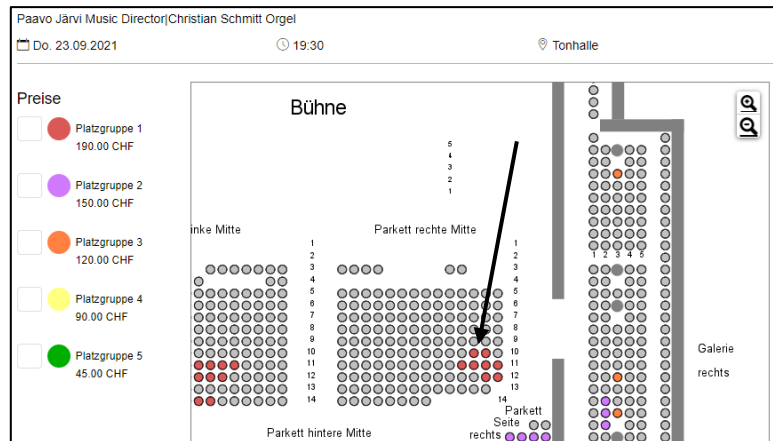 Paavo Järvi Music Director|Christian Schmitt Orgel
Do. 23.09.2021
19:30
Tonhalle
Preise
Platzgruppe 1
190.00 CHF
Platzgruppe 2
150.00 CHF
Platzgruppe 3
120.00 CHF
Platzgruppe 4
90.00 CHF
Platzgruppe 5
45.00 CHF
Bühne
5
4
3
2
1
inke Mitte
Parkett rechte Mitte
1 1
2 2
3 3
4 4
5 5
6 6
7 7
8 8
9 9
10 10
11 11
12 12
13 13
14 14
1 2 3 4 5
Galerie
rechts
Parkett
Seite
rechts
Parkett hintere Mitte